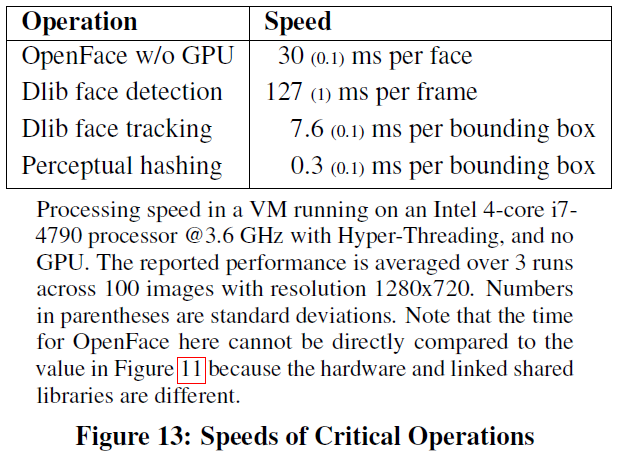 Operation Speed
OpenFace w/o GPU 30 (0.1) ms per face
Dlib face detection 127 (1) ms per frame
Dlib face tracking 7.6 (0.1) ms per bounding box
Perceptual hashing 0.3 (0.1) ms per bounding box
Processing speed in a VM running on an Intel 4-core i7-
4790 processor @3.6 GHz with Hyper-Threading, and no
GPU. The reported performance is averaged over 3 runs
across 100 images with resolution 1280x720. Numbers
in parentheses are standard deviations. Note that the time
for OpenFace here cannot be directly compared to the
value in Figure 11 because the hardware and linked shared
libraries are different.
Figure 13: Speeds of Critical Operations